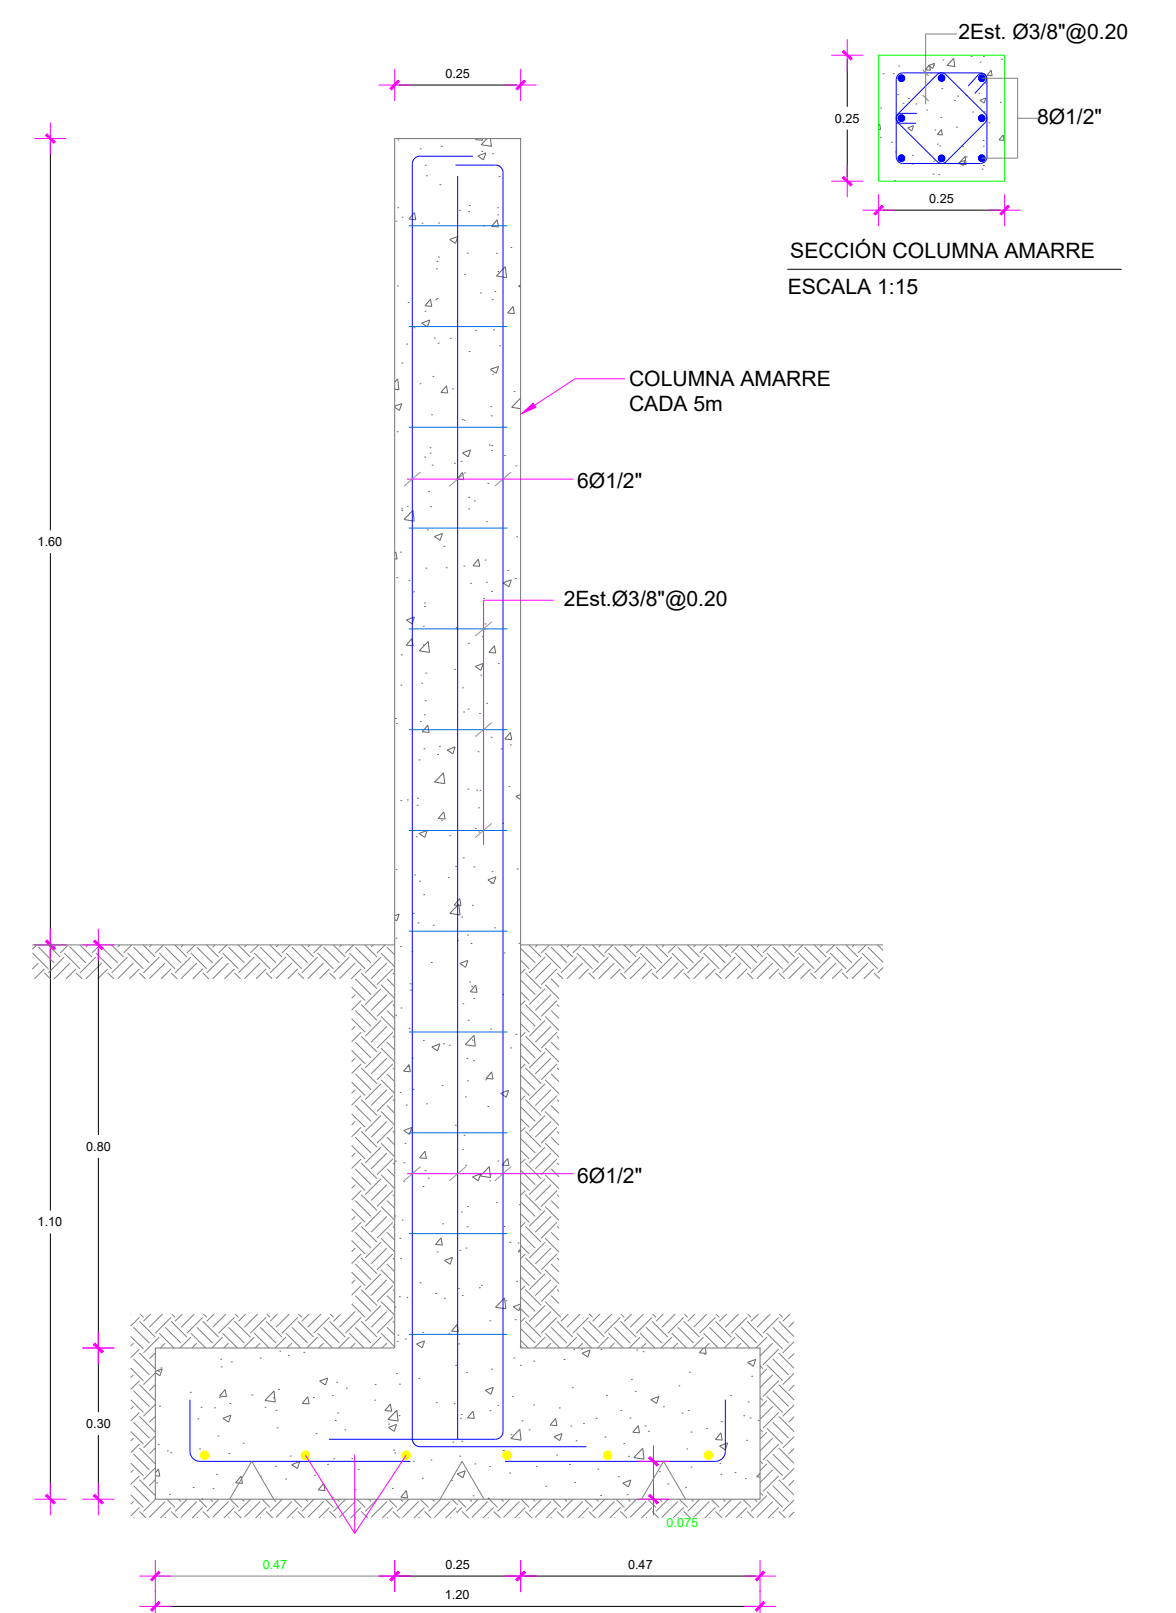 2Est. Ø3/8"@0.20
0.25
0.25
8Ø1/2"
0.25
SECCIÓN COLUMNA AMARRE
ESCALA 1:15
COLUMNA AMARRE
CADA 5m
6Ø1/2"
1.60
2Est.Ø3/8"@0.20
0.80
6Ø1/2"
1.10
0.30
0.075
0.47
0.25
0.47
1.20